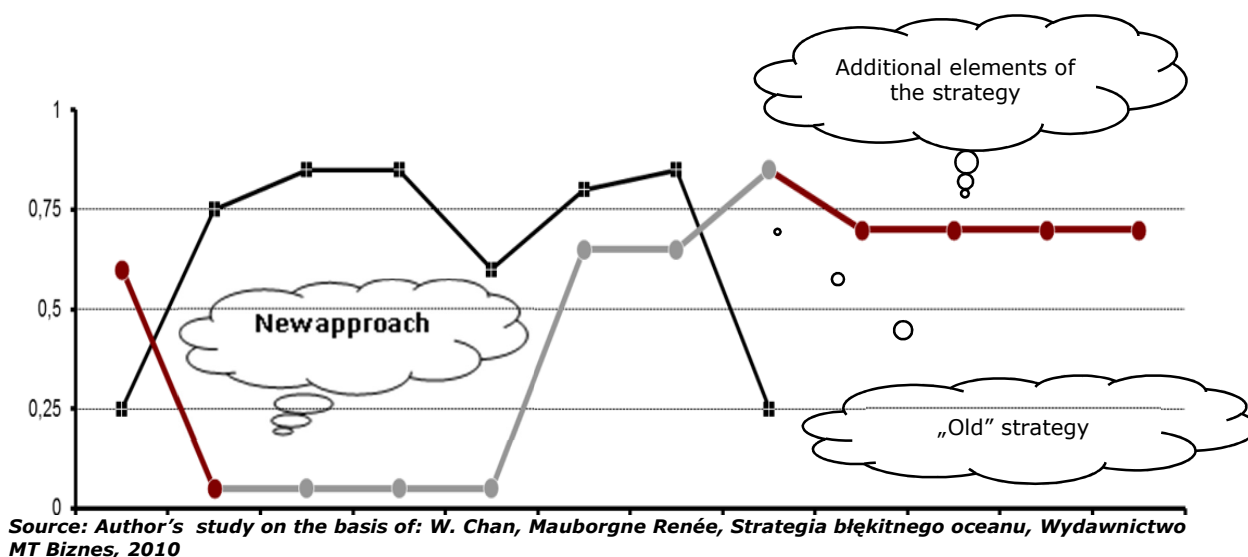 Additional elements of
the strategy
1
0,75
Newapproach
0,5
0,25
„Old” strategy
0
Source: Author’s study on the basis of: W. Chan, Mauborgne Renée, Strategia błękitnego oceanu, Wydawnictwo
MT Biznes, 2010